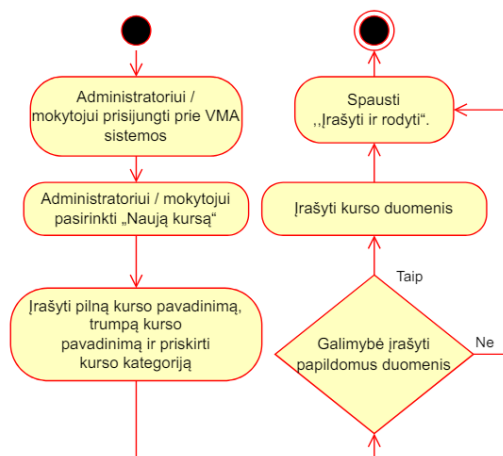 Administratoriui /
mokytojui prisijungti prie VMA
sistemos
Administratoriui / mokytojui
pasirinkti „Naują kursą“
Įrašyti pilną kurso pavadinimą,
trumpą kurso
pavadinimą ir priskirti
kurso kategoriją
Spausti
,,Įrašyti ir rodyti“.
Įrašyti kurso duomenis
Taip
Galimybė įrašyti
papildomus duomenis
Ne